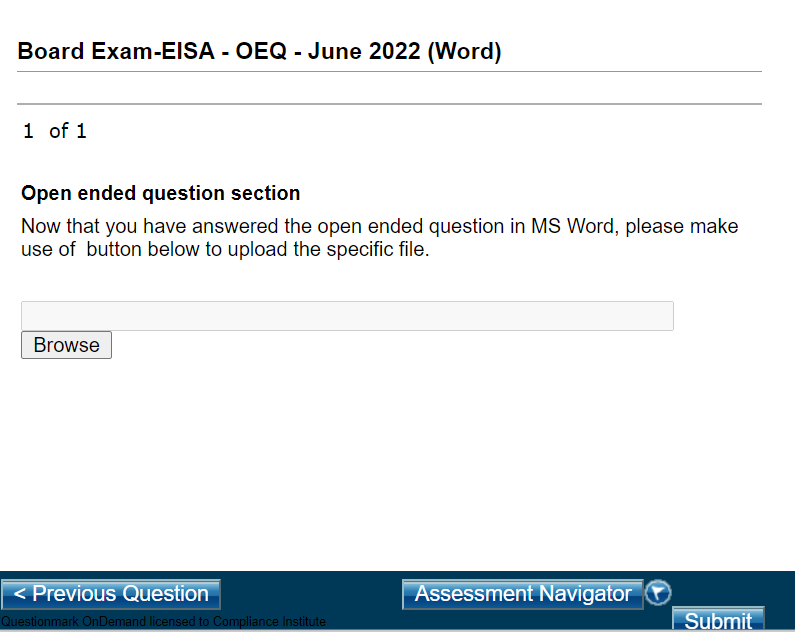 Board Exam-EISA - OEQ - June 2022 (Word)
1 of 1
Open ended question section
Now that you have answered the open ended question in MS Word, please make
use of  button below to upload the specific file.
Browse
< Previous Question
Assessment Navigator
Questionmark OnDemand licensed to Compliance Institute
Submit